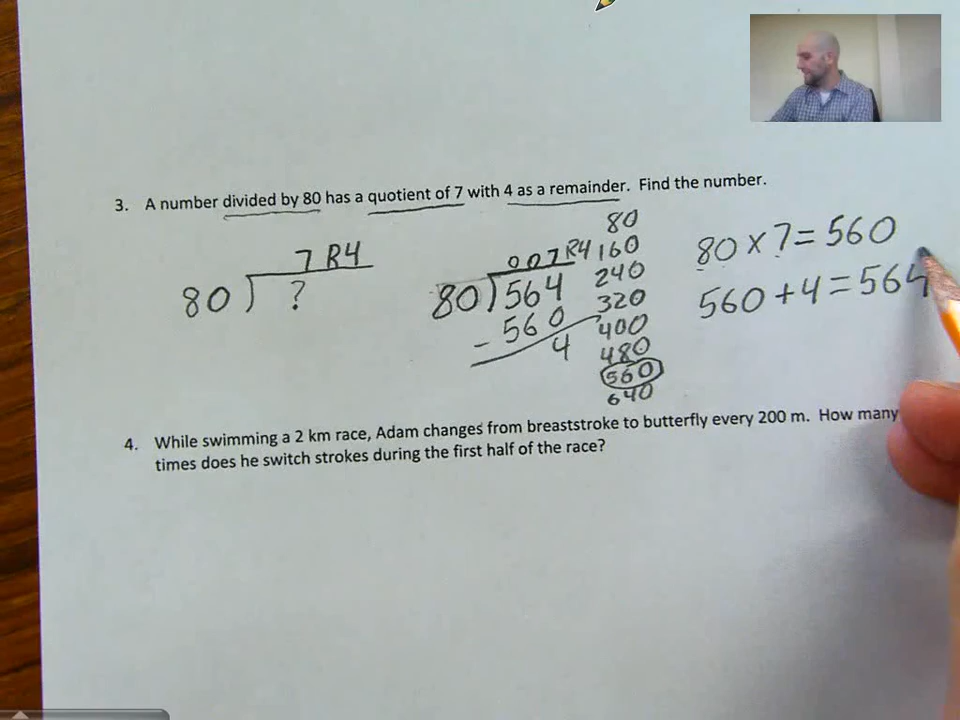 3. A number divided by 80 has a quotient of 7 with 4 as a remainder. Find the number.
7 R4
80 ) ?
007 R4
80 ) 564
- 560
4
80
160
240
320
400
480
560
640
80 x 7 = 560
560 + 4 = 564
4. While swimming a 2 km race, Adam changes from breaststroke to butterfly every 200 m. How many
times does he switch strokes during the first half of the race?